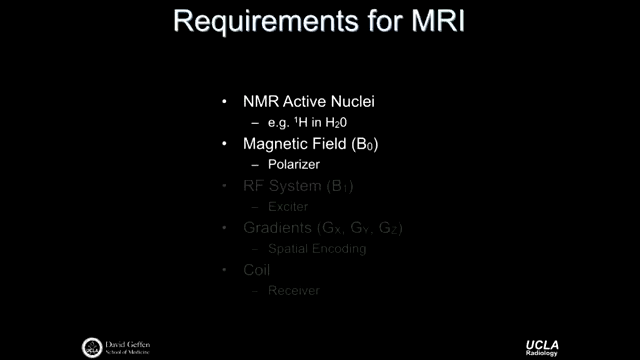 Requirements for MRI
• NMR Active Nuclei
– e.g. ¹H in H₂0
• Magnetic Field (B₀)
– Polarizer
• RF System (B₁)
– Exciter
• Gradients (Gₓ, GY, GZ)
– Spatial Encoding
• Coil
– Receiver
UCLA
David Geffen
School of Medicine
UCLA
Radiology